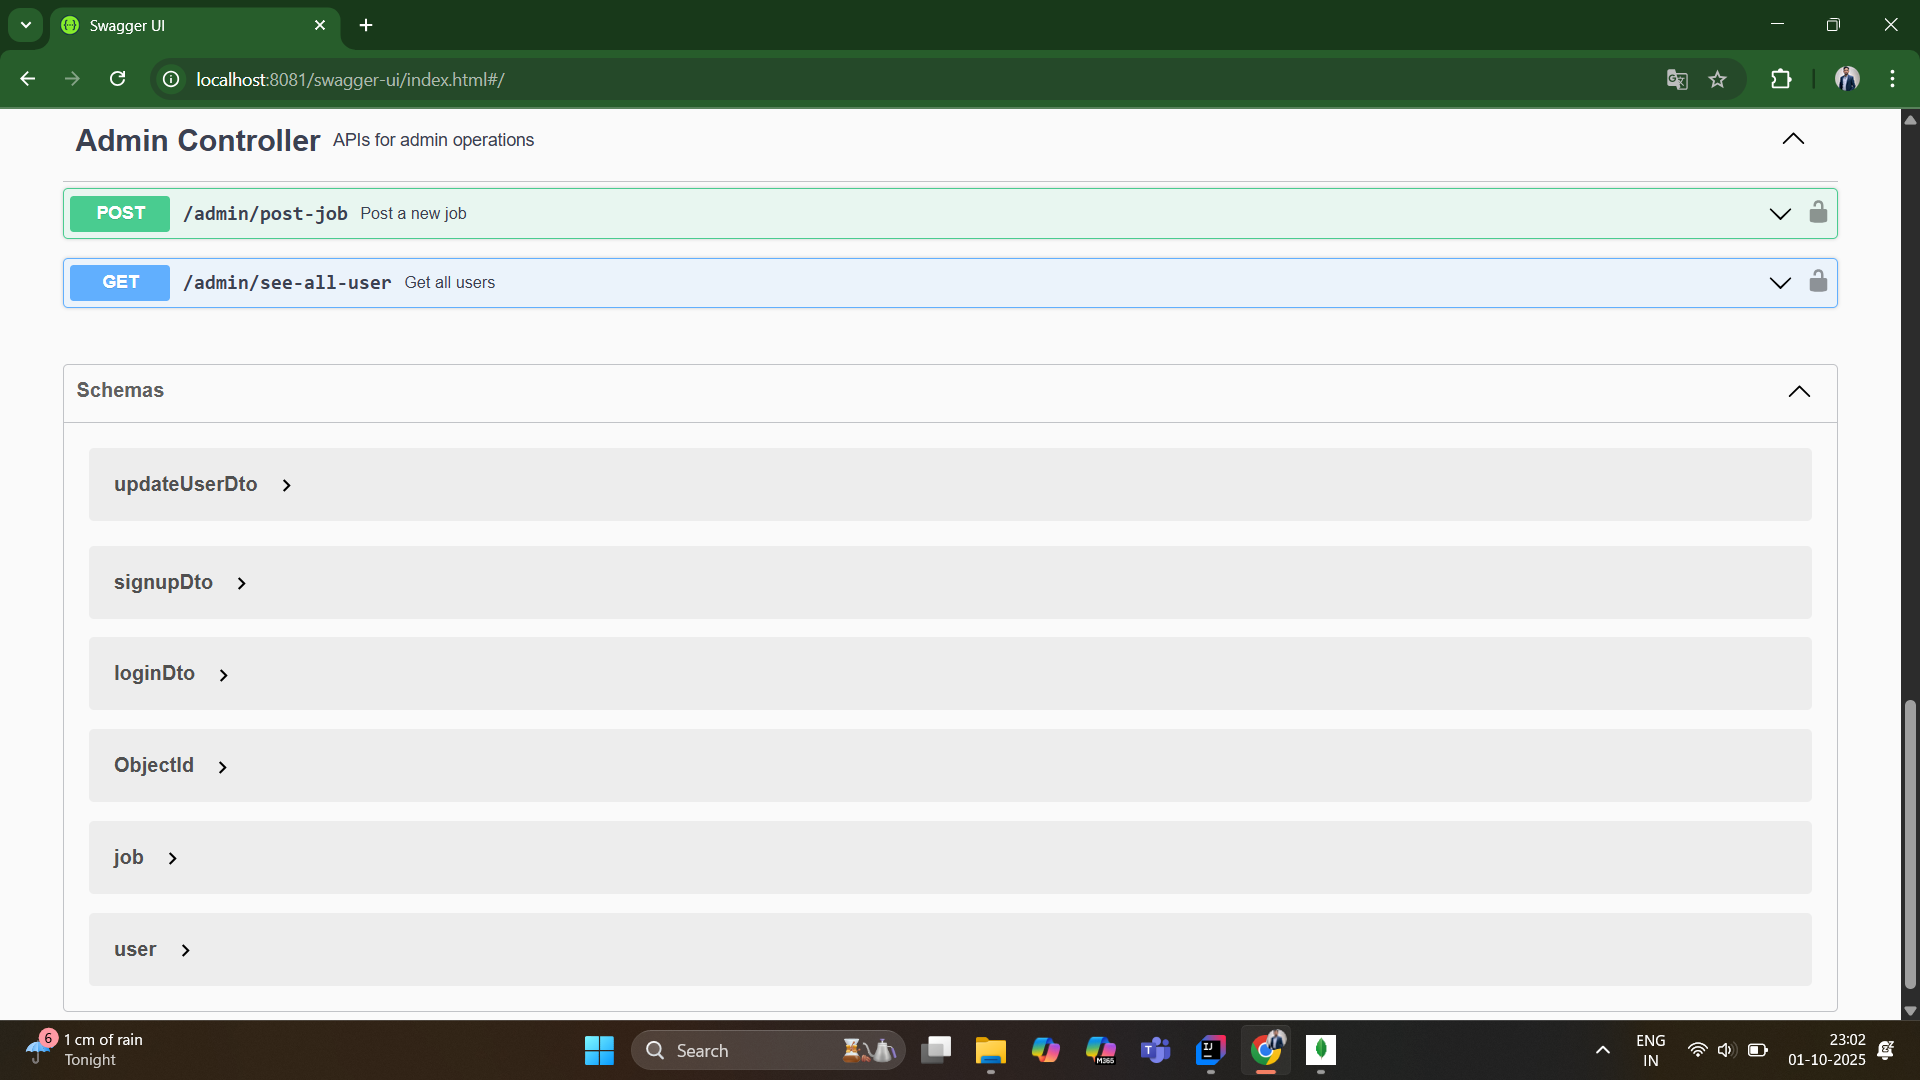 Swagger UI
localhost:8081/swagger-ui/index.html#/
Admin Controller APIs for admin operations
POST /admin/post-job Post a new job
GET /admin/see-all-user Get all users
Schemas
updateUserDto
signupDto
loginDto
ObjectId
job
user
6 1 cm of rain
Tonight
Search
M365
T
IJ
ENG
IN
23:02
01-10-2025